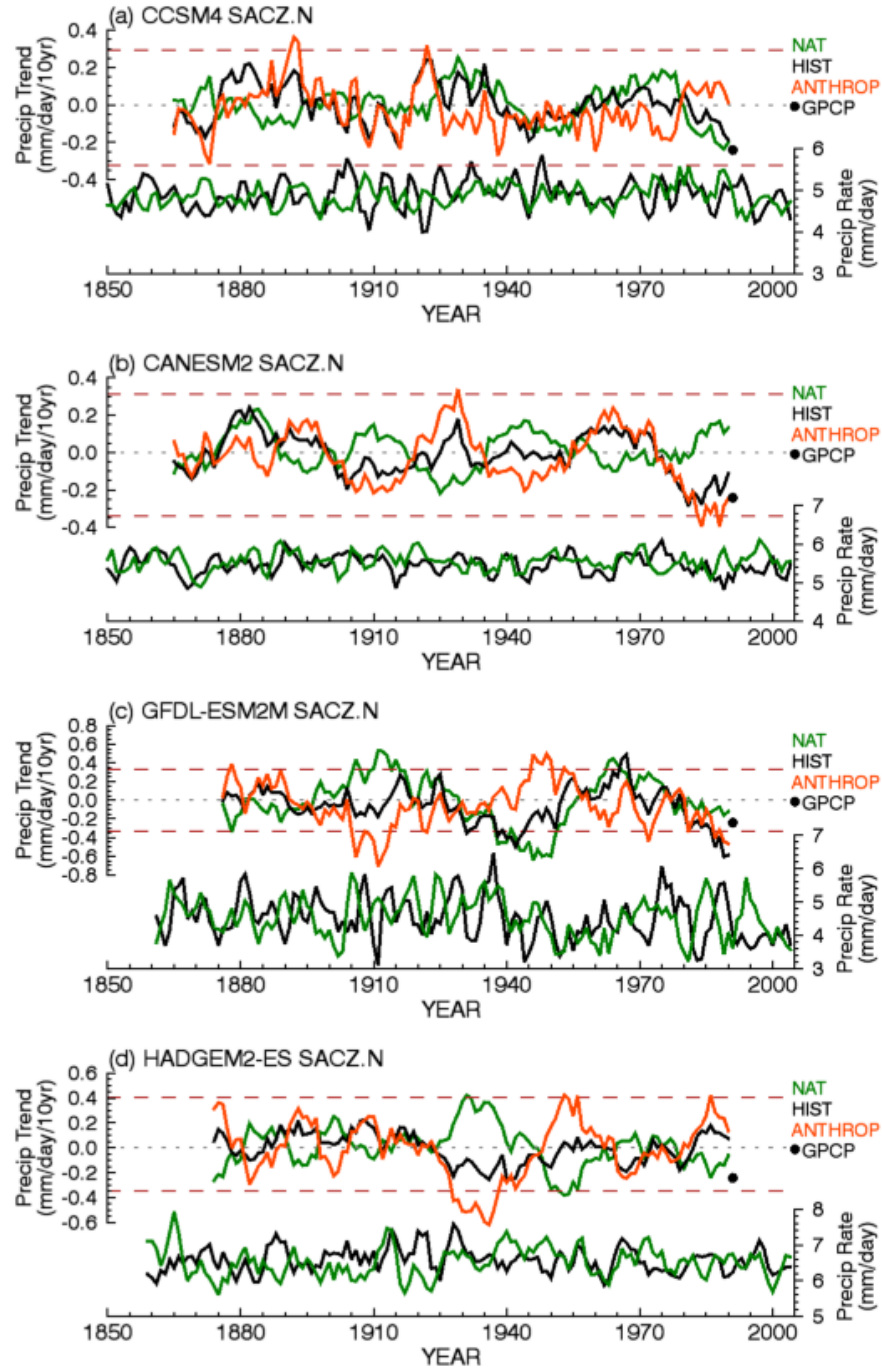 (a) CCSM4 SACZ.N
Precip Trend
(mm/day/10yr)
0.4
0.2
0.0
-0.2
-0.4
NAT
HIST
ANTHROP
●GPCP
6
5
4
3
Precip Rate
(mm/day)
1850 1880 1910 1940 1970 2000
YEAR
(b) CANESM2 SACZ.N
Precip Trend
(mm/day/10yr)
0.4
0.2
0.0
-0.2
-0.4
NAT
HIST
ANTHROP
●GPCP
7
6
5
4
Precip Rate
(mm/day)
1850 1880 1910 1940 1970 2000
YEAR
(c) GFDL-ESM2M SACZ.N
Precip Trend
(mm/day/10yr)
0.8
0.6
0.4
0.2
0.0
-0.2
-0.4
-0.6
-0.8
NAT
HIST
ANTHROP
●GPCP
7
6
5
4
3
Precip Rate
(mm/day)
1850 1880 1910 1940 1970 2000
YEAR
(d) HADGEM2-ES SACZ.N
Precip Trend
(mm/day/10yr)
0.6
0.4
0.2
0.0
-0.2
-0.4
-0.6
NAT
HIST
ANTHROP
●GPCP
8
7
6
5
Precip Rate
(mm/day)
1850 1880 1910 1940 1970 2000
YEAR